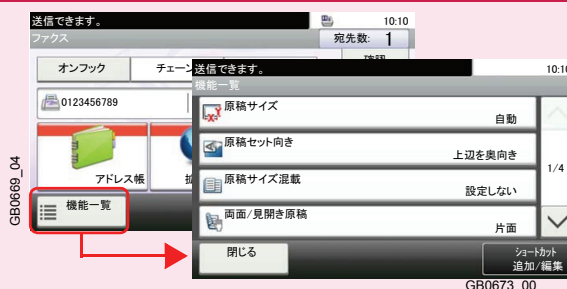 送信できます。 10:10
ファクス 宛先数: 1
オンフック チェーン
0123456789
アドレス帳
機能一覧
GB0669_04
送信できます。 10:10
機能一覧
原稿サイズ
自動
原稿セット向き
上辺を奥向き
原稿サイズ混載
設定しない
両面/見開き原稿
片面
1/4
閉じる
ショートカット
追加/編集
GB0673_00